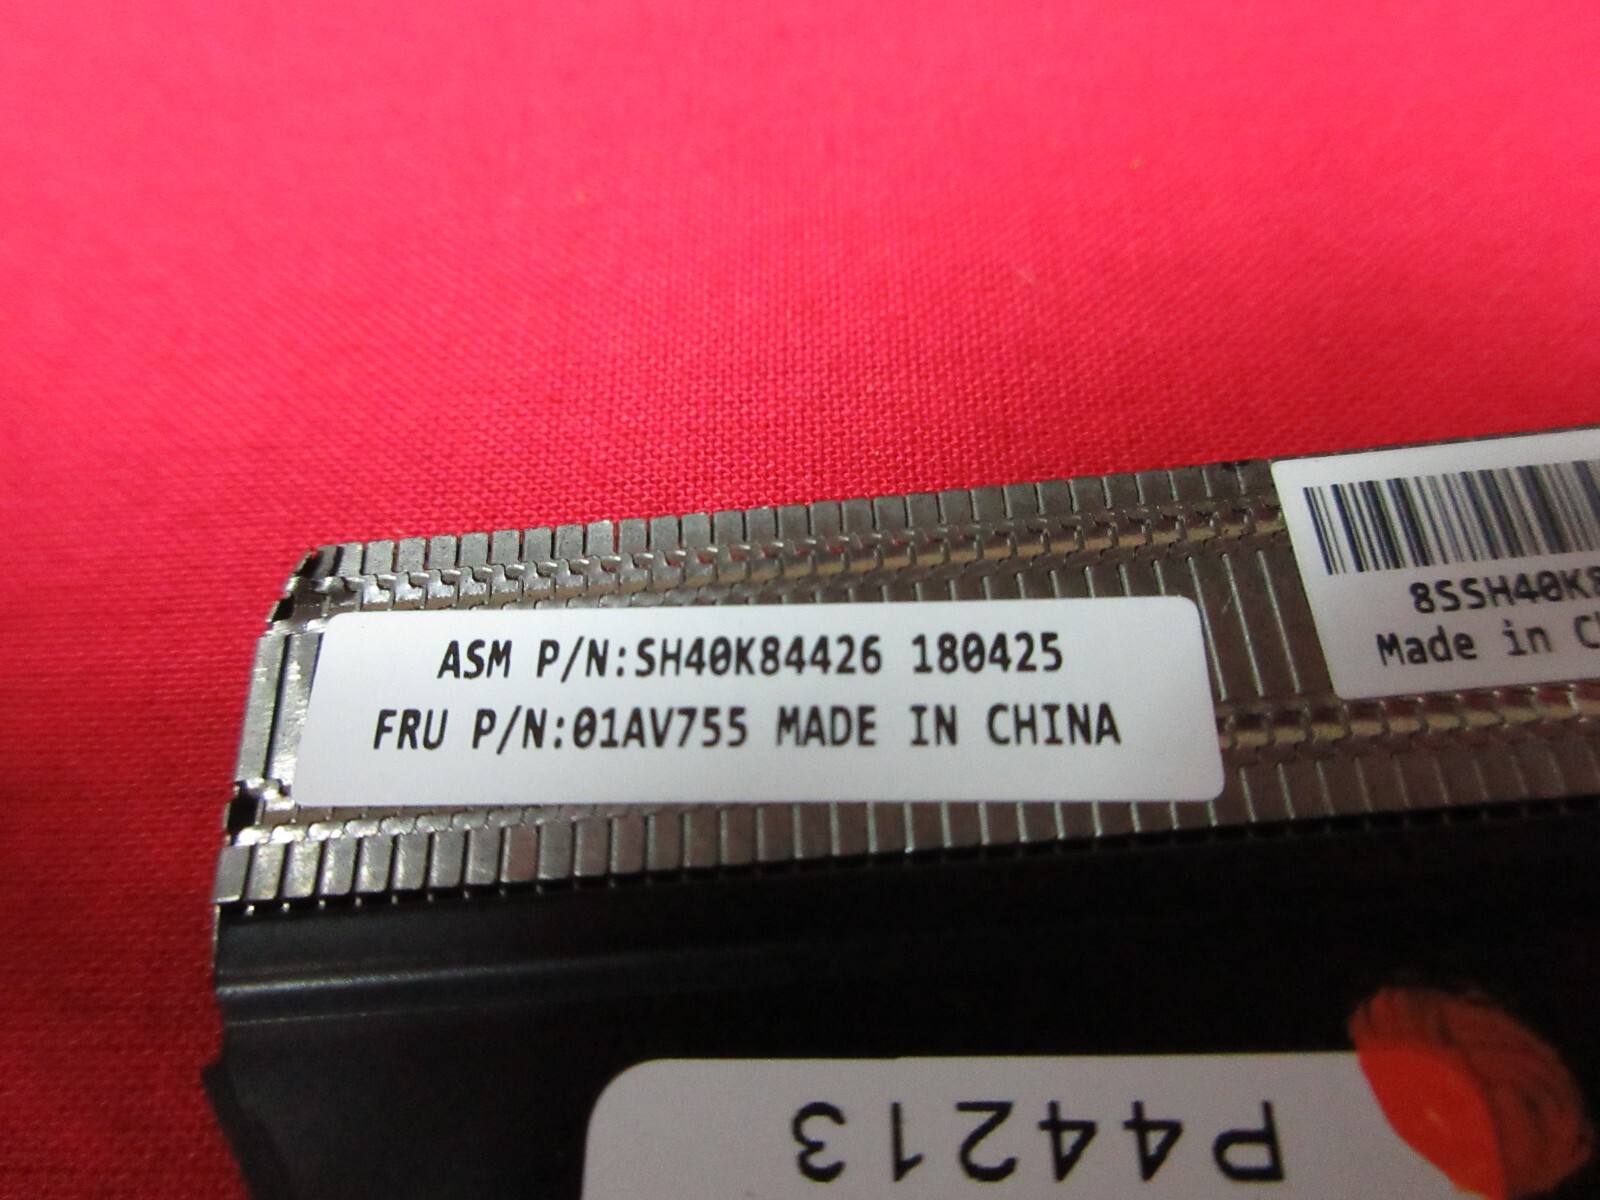 ASM P/N:SH40K84426 180425
FRU P/N:01AV755 MADE IN CHINA
8SSH40K8
Made in C
P44213